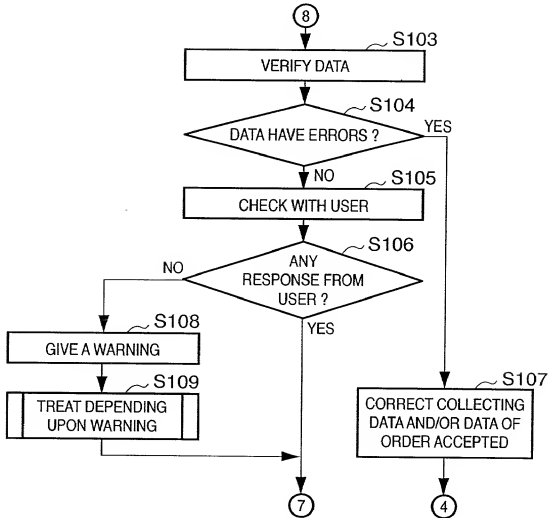 8
S103
VERIFY DATA
S104
DATA HAVE ERRORS ?
YES
NO
S105
CHECK WITH USER
S106
ANY
RESPONSE FROM
USER ?
NO
YES
S108
GIVE A WARNING
S109
TREAT DEPENDING
UPON WARNING
S107
CORRECT COLLECTING
DATA AND/OR DATA OF
ORDER ACCEPTED
7
4